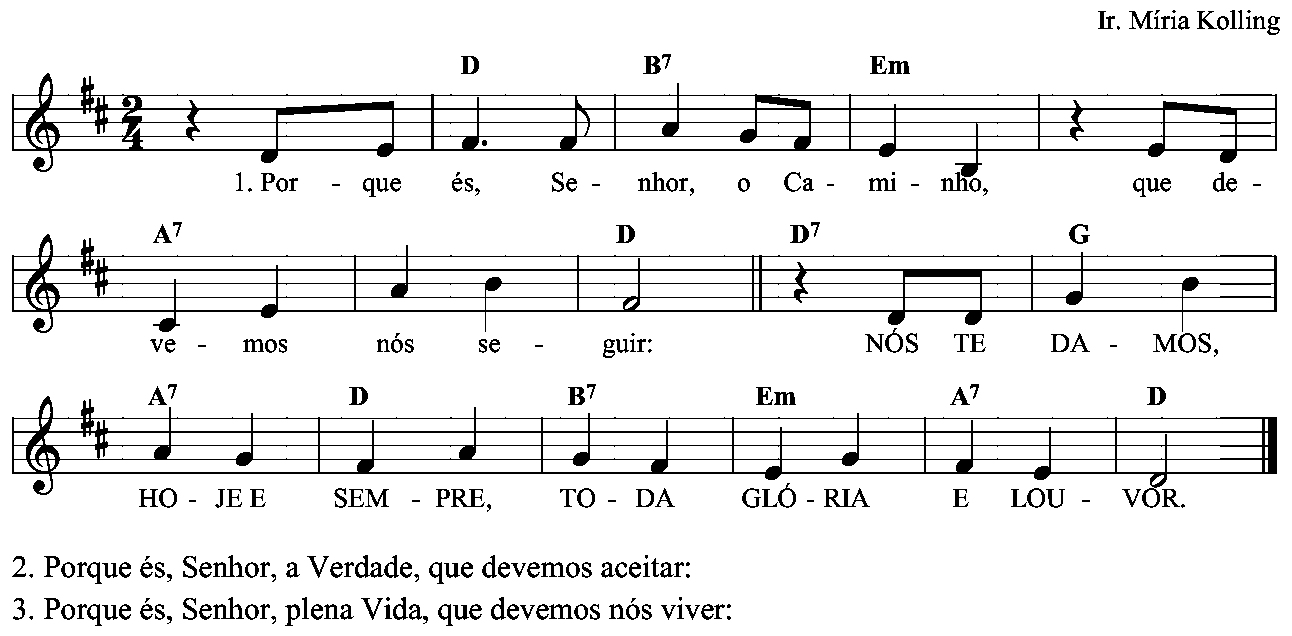 Ir. Míria Kolling
D B7 Em
2/4
1. Por - que és, Se - nhor, o Ca - mi - nho, que de -
A7 D D7 G
ve - mos nós se - guir: NÓS TE DA - MOS,
A7 D B7 Em A7 D
HO - JE E SEM - PRE, TO - DA GLÓ - RIA E LOU - VOR.
2. Porque és, Senhor, a Verdade, que devemos aceitar:
3. Porque és, Senhor, plena Vida, que devemos nós viver: